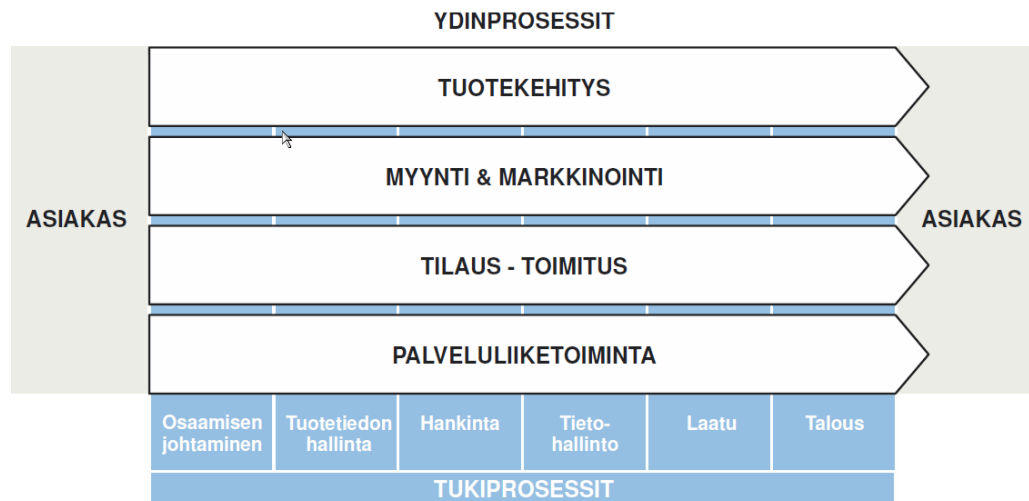 YDINPROSESSIT
TUOTEKEHITYS
MYYNTI & MARKKINOINTI
ASIAKAS
ASIAKAS
TILAUS - TOIMITUS
PALVELULIIKETOIMINTA
Osaamisen
johtaminen
Tuotetiedon
hallinta
Hankinta
Tieto-
hallinto
Laatu
Talous
TUKIPROSESSIT